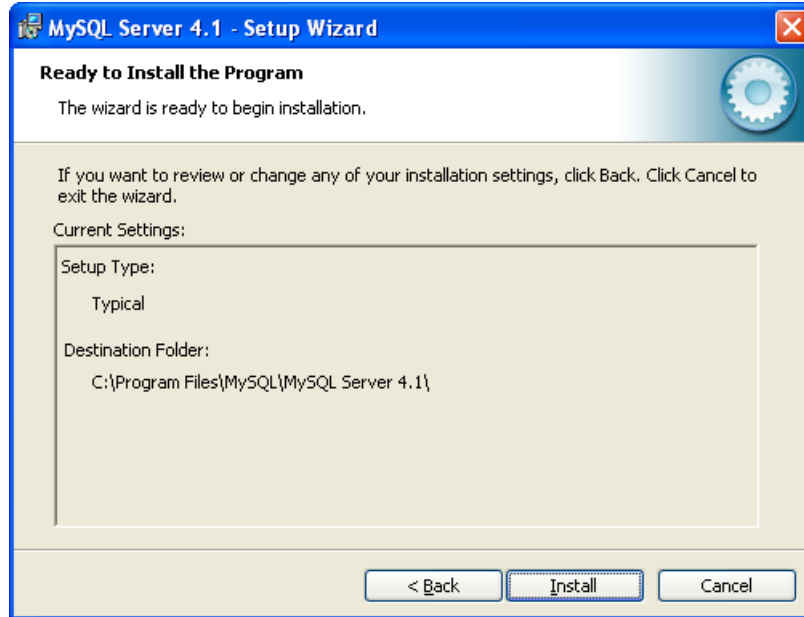 MySQL Server 4.1 - Setup Wizard
Ready to Install the Program
The wizard is ready to begin installation.
If you want to review or change any of your installation settings, click Back. Click Cancel to
exit the wizard.
Current Settings:
Setup Type:
Typical
Destination Folder:
C:\Program Files\MySQL\MySQL Server 4.1\
< Back Install Cancel